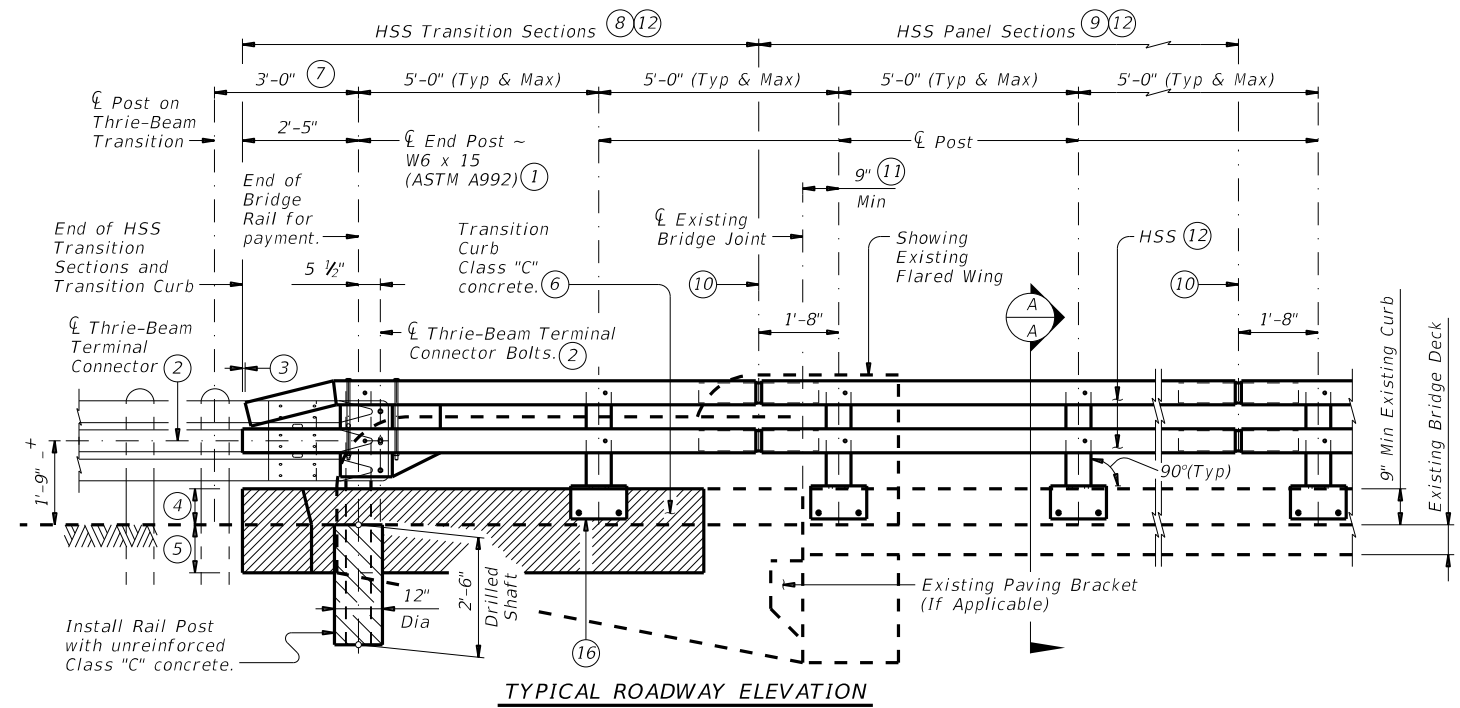 HSS Transition Sections 8 12
HSS Panel Sections 9 12
3'-0" 7
5'-0" (Typ & Max)
5'-0" (Typ & Max)
5'-0" (Typ & Max)
5'-0" (Typ & Max)
℄ Post on
Thrie-Beam
Transition
2'-5"
℄ End Post ~
W6 x 15
(ASTM A992) 1
℄ Post
End of
Bridge
Rail for
payment.
9" 11
Min
End of HSS
Transition
Sections and
Transition Curb
5 ½"
Transition
Curb
Class "C"
concrete. 6
℄ Existing
Bridge Joint
Showing
Existing
Flared Wing
HSS 12
10
10
℄ Thrie-Beam
Terminal
Connector 2
3
℄ Thrie-Beam Terminal
Connector Bolts. 2
1'-8"
A
A
1'-8"
9" Min Existing Curb
Existing Bridge Deck
1'-9" +
-
90°(Typ)
4
5
12"
Dia
2'-6"
Drilled
Shaft
Existing Paving Bracket
(If Applicable)
Install Rail Post
with unreinforced
Class "C" concrete.
16
TYPICAL ROADWAY ELEVATION